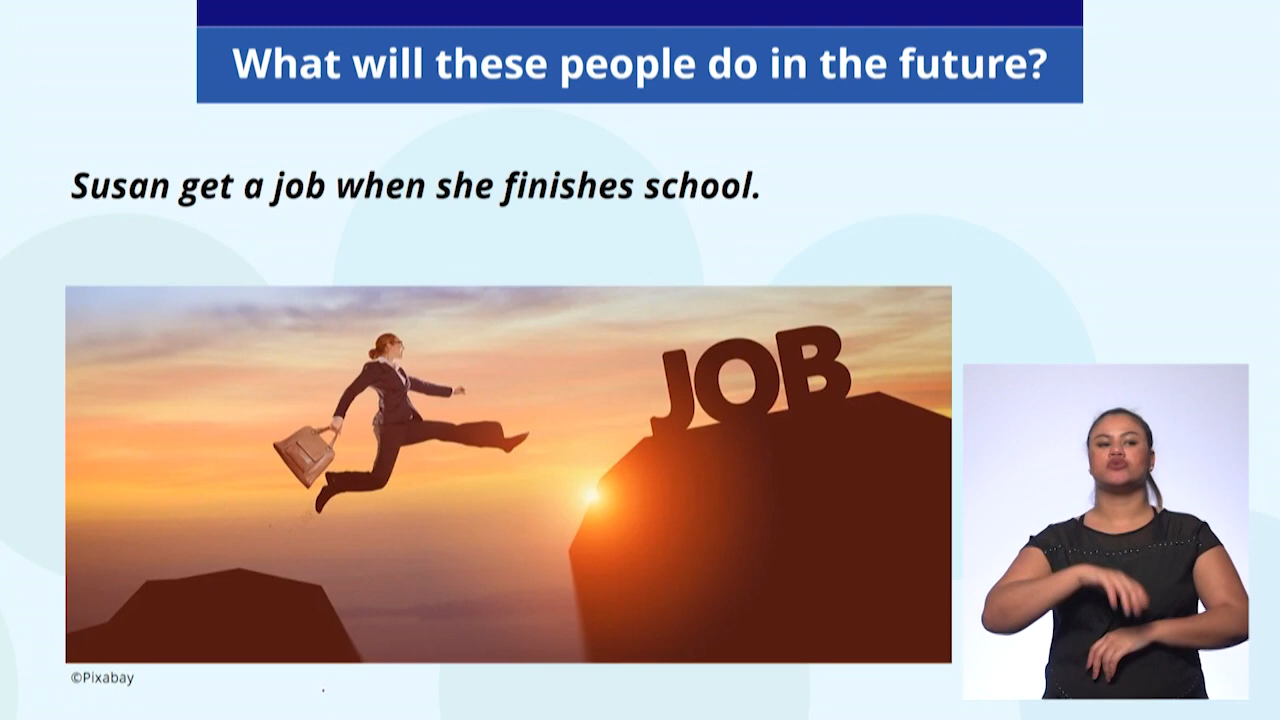 What will these people do in the future?
Susan get a job when she finishes school.
JOB
©Pixabay